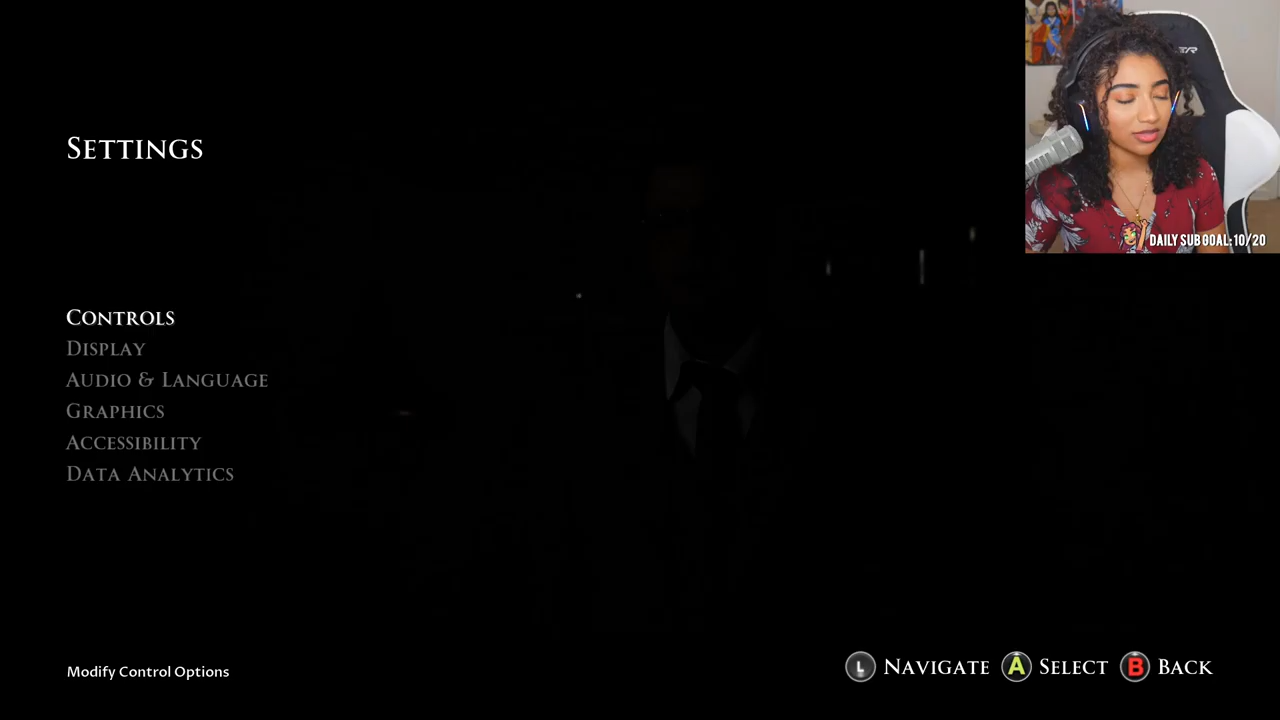 SETTINGS
CONTROLS
DISPLAY
AUDIO & LANGUAGE
GRAPHICS
ACCESSIBILITY
DATA ANALYTICS
DAILY SUB GOAL: 10/20
Modify Control Options
L NAVIGATE A SELECT B BACK